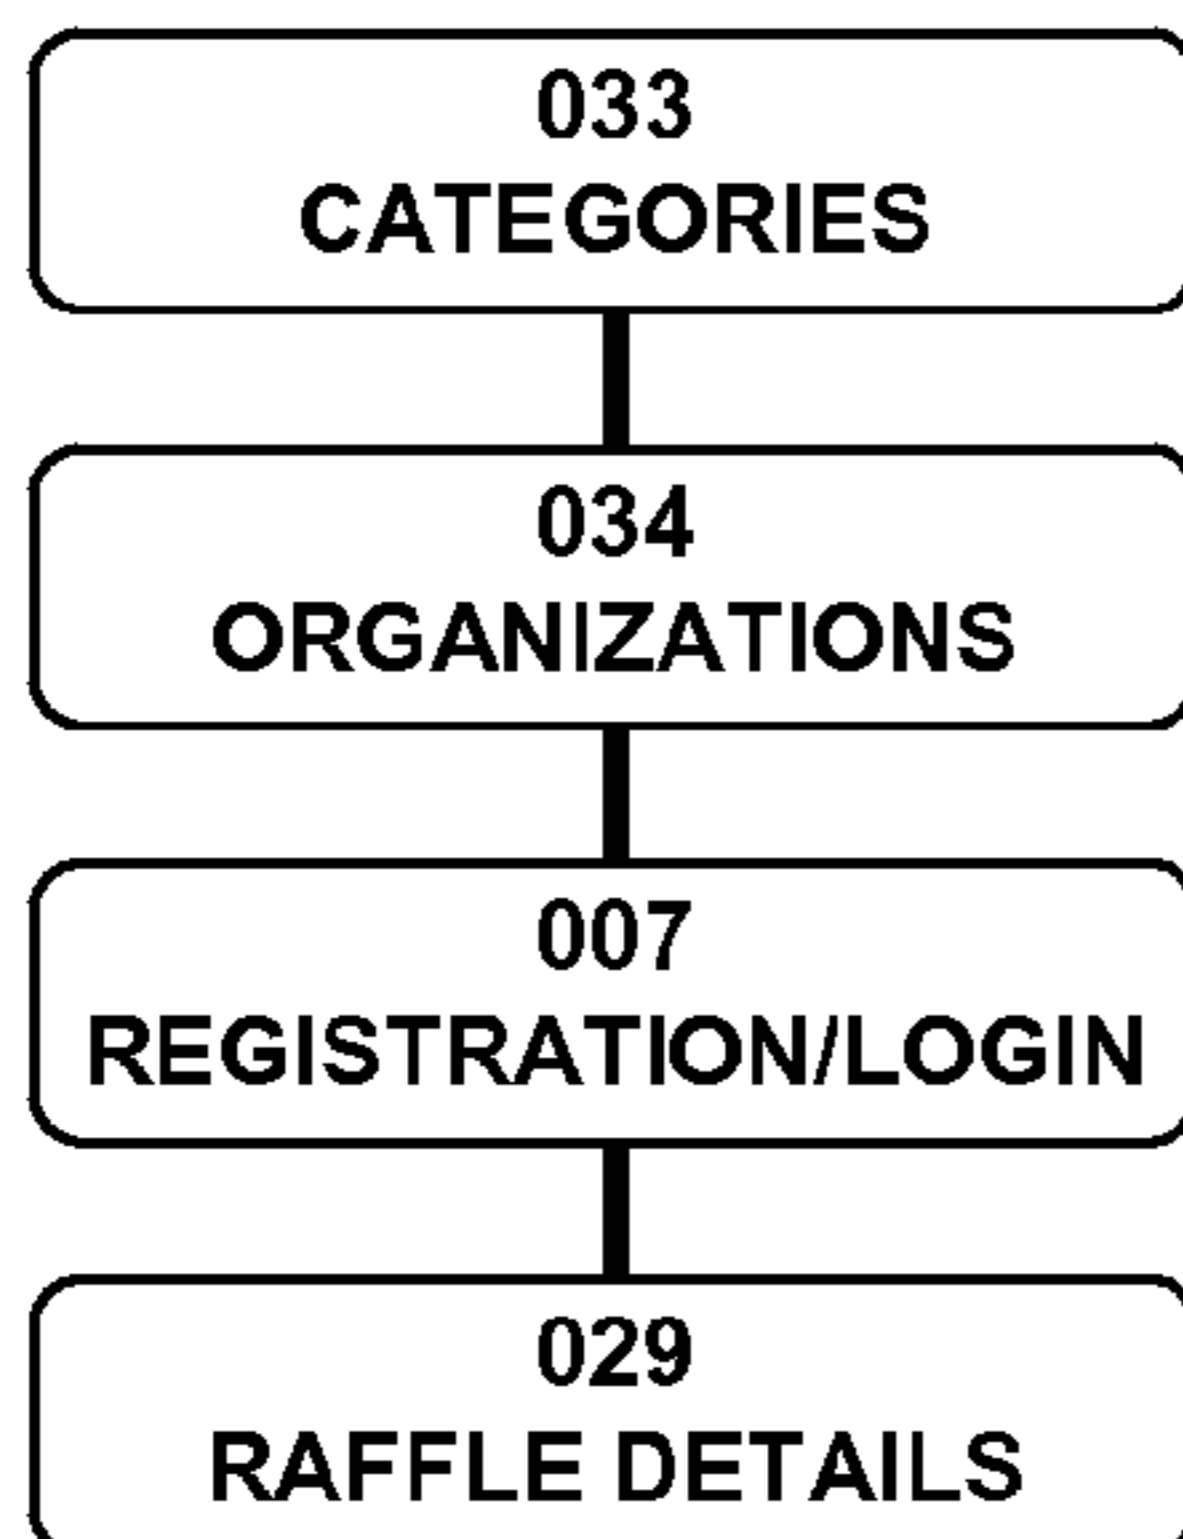 033
CATEGORIES
034
ORGANIZATIONS
007
REGISTRATION/LOGIN
029
RAFFLE DETAILS